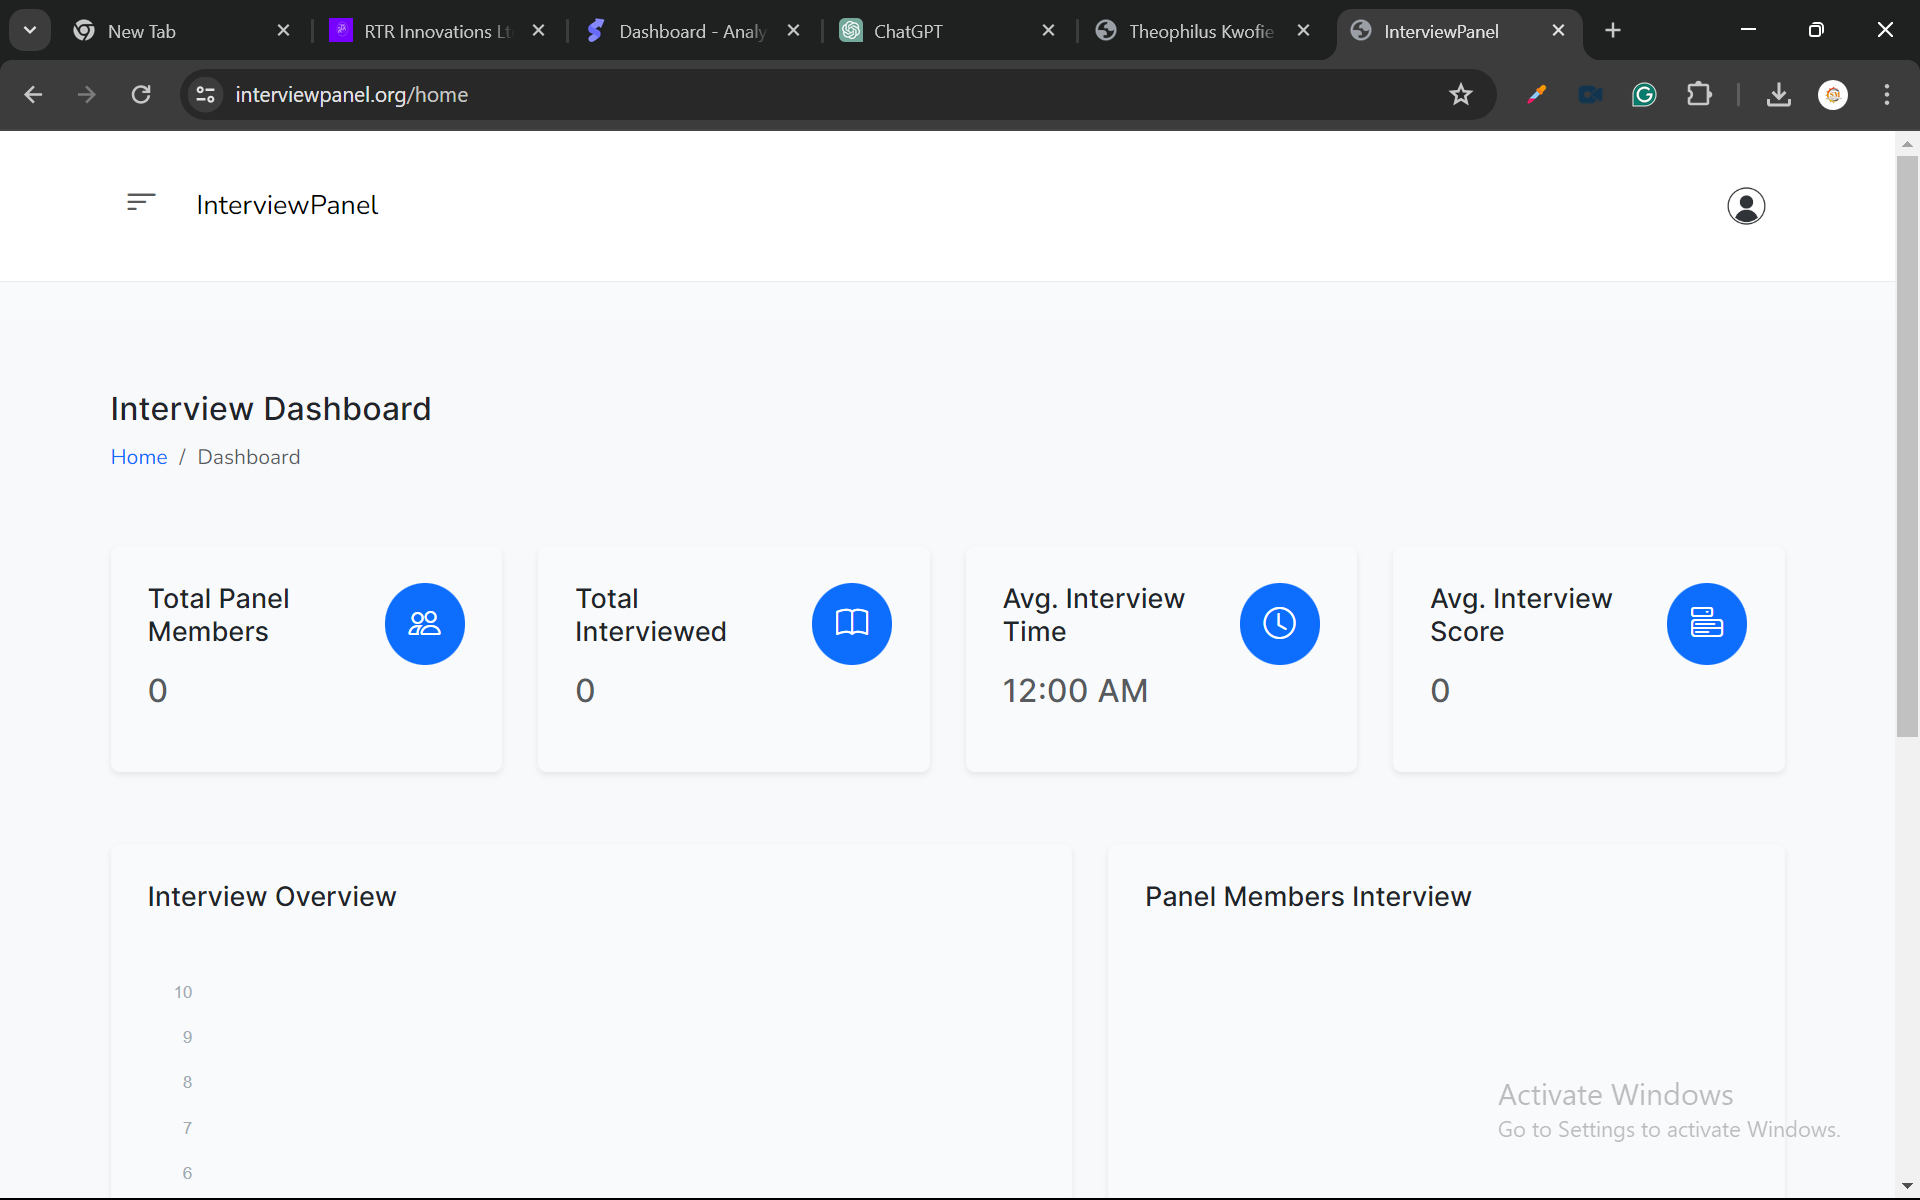 New Tab
RTR Innovations Lt
Dashboard - Analy
ChatGPT
Theophilus Kwofie
InterviewPanel
interviewpanel.org/home
InterviewPanel
Interview Dashboard
Home / Dashboard
Total Panel
Members
0
Total
Interviewed
0
Avg. Interview
Time
12:00 AM
Avg. Interview
Score
0
Interview Overview
10
9
8
7
6
Panel Members Interview
Activate Windows
Go to Settings to activate Windows.